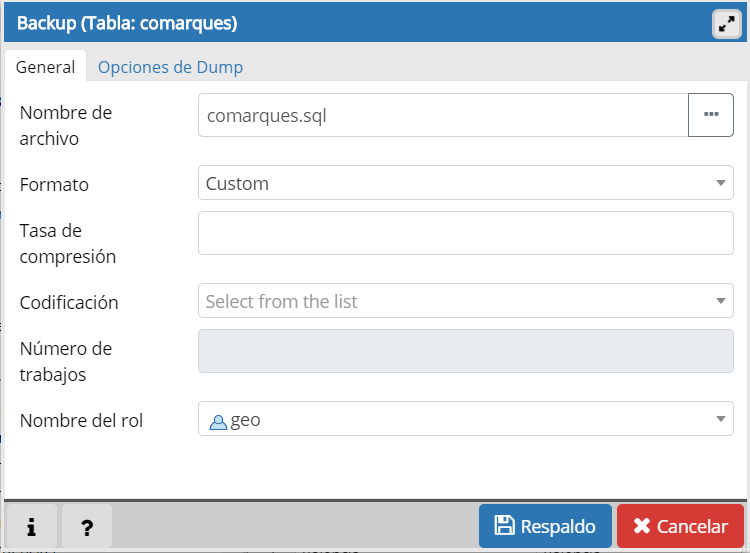 Backup (Tabla: comarques)
General
Opciones de Dump
Nombre de
archivo
comarques.sql
Formato
Custom
Tasa de
compresión
Codificación
Select from the list
Número de
trabajos
Nombre del rol
geo
i
?
Respaldo
Cancelar